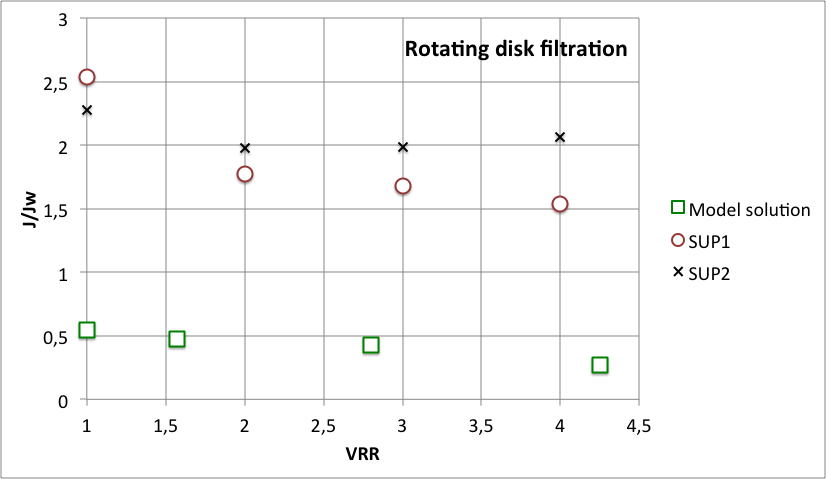 Rotating disk filtration
3
2,5
2
1,5
1
0,5
0
J/Jw
1 1,5 2 2,5 3 3,5 4 4,5
VRR
Model solution
SUP1
SUP2